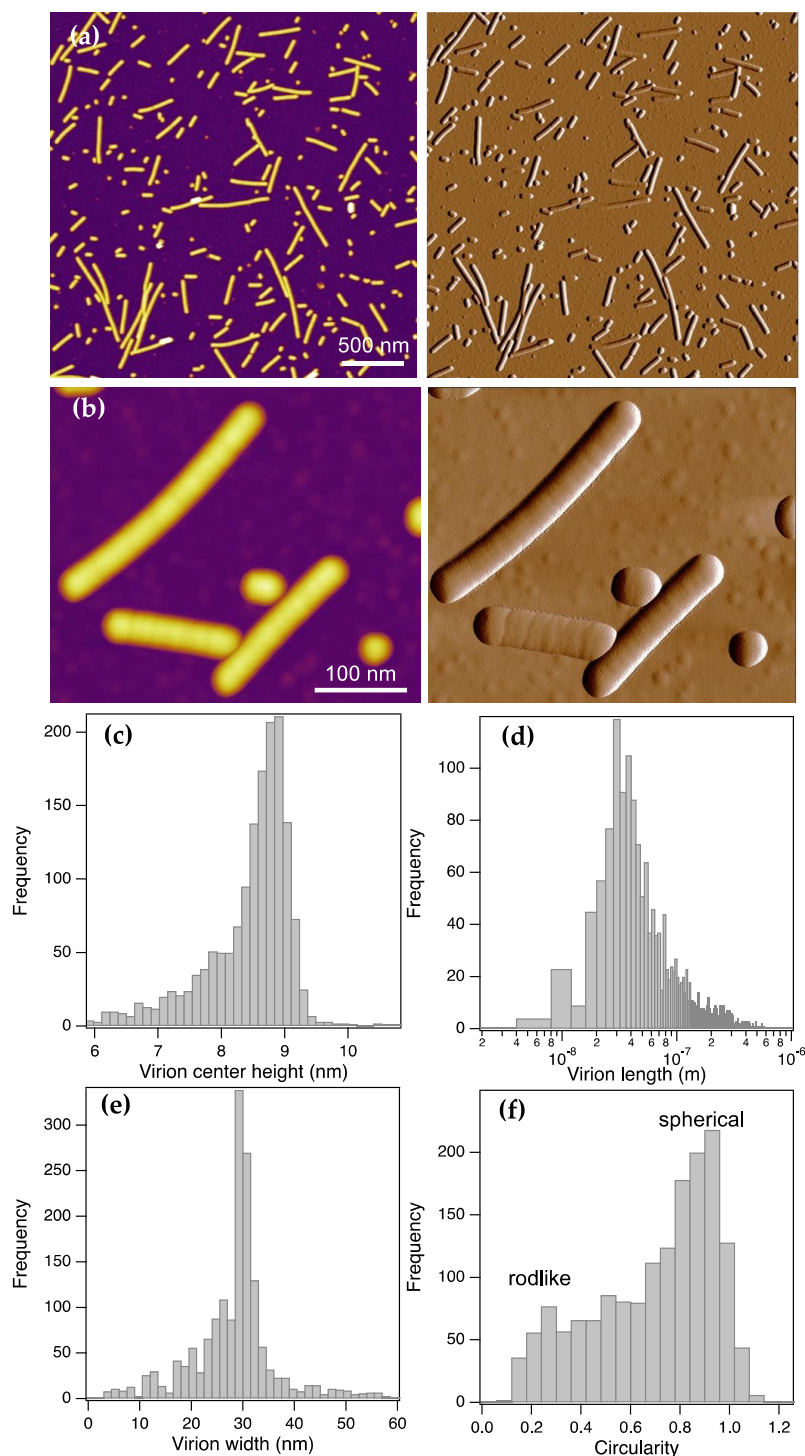 (a)
500 nm
(b)
100 nm
(c)
200
150
100
50
0
Frequency
6 7 8 9 10
Virion center height (nm)
(d)
100
80
60
40
20
0
Frequency
2 4 6 8 10-8 2 4 6 8 10-7 2 4 6 8 10-6
Virion length (m)
(e)
300
250
200
150
100
50
0
Frequency
0 10 20 30 40 50 60
Virion width (nm)
(f)
spherical
rodlike
200
150
100
50
0
Frequency
0.0 0.2 0.4 0.6 0.8 1.0 1.2
Circularity